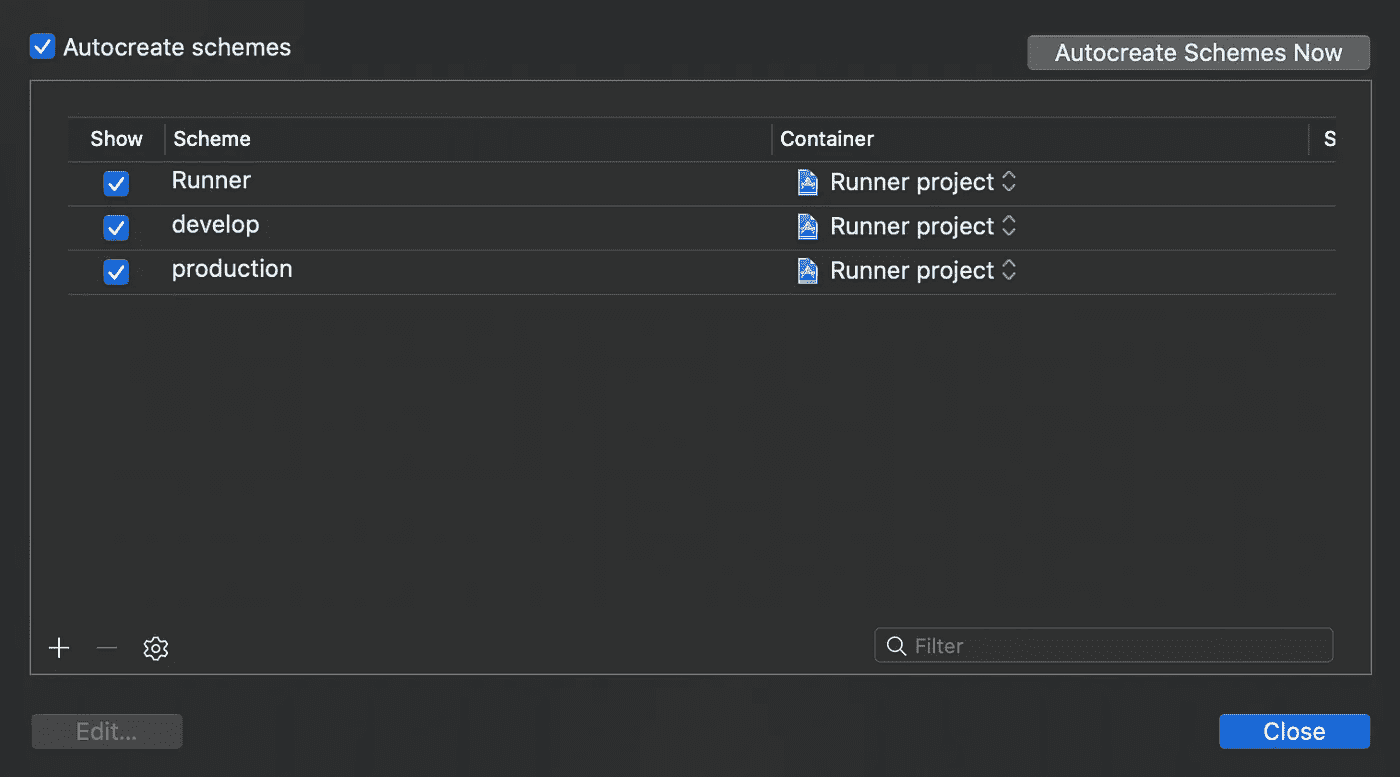 Autocreate schemes
Autocreate Schemes Now
Show Scheme Container S
Runner Runner project
develop Runner project
production Runner project
Filter
Edit...
Close